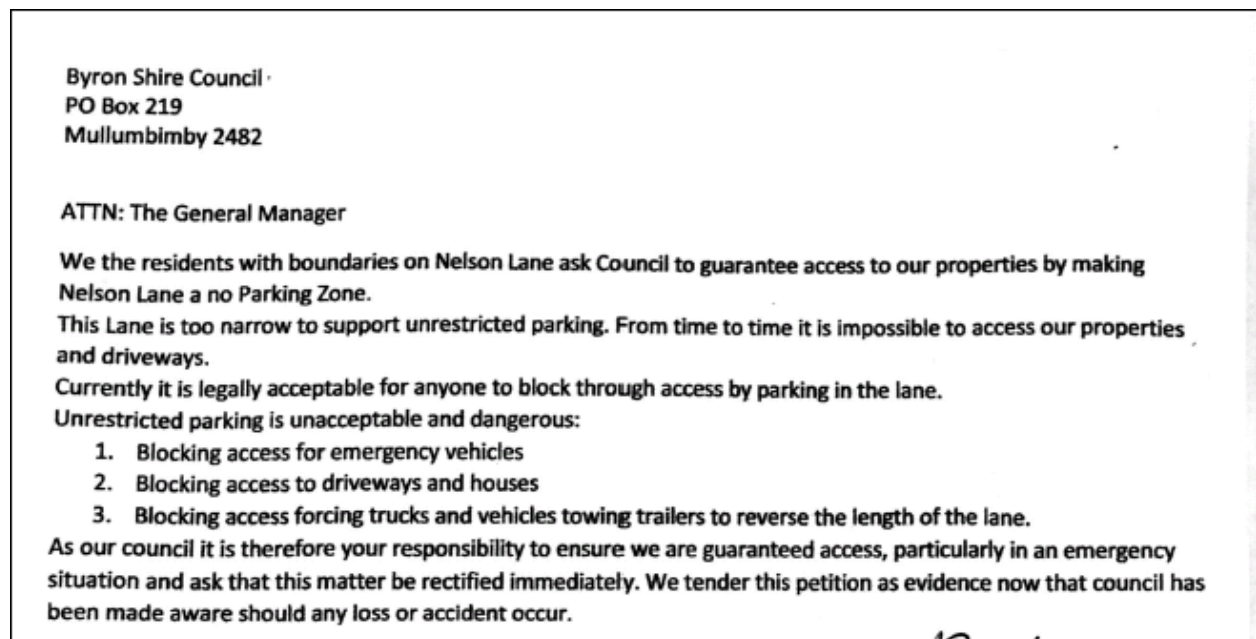 Byron Shire Council
PO Box 219
Mullumbimby 2482
ATTN: The General Manager
We the residents with boundaries on Nelson Lane ask Council to guarantee access to our properties by making
Nelson Lane a no Parking Zone.
This Lane is too narrow to support unrestricted parking. From time to time it is impossible to access our properties
and driveways.
Currently it is legally acceptable for anyone to block through access by parking in the lane.
Unrestricted parking is unacceptable and dangerous:
1. Blocking access for emergency vehicles
2. Blocking access to driveways and houses
3. Blocking access forcing trucks and vehicles towing trailers to reverse the length of the lane.
As our council it is therefore your responsibility to ensure we are guaranteed access, particularly in an emergency
situation and ask that this matter be rectified immediately. We tender this petition as evidence now that council has
been made aware should any loss or accident occur.